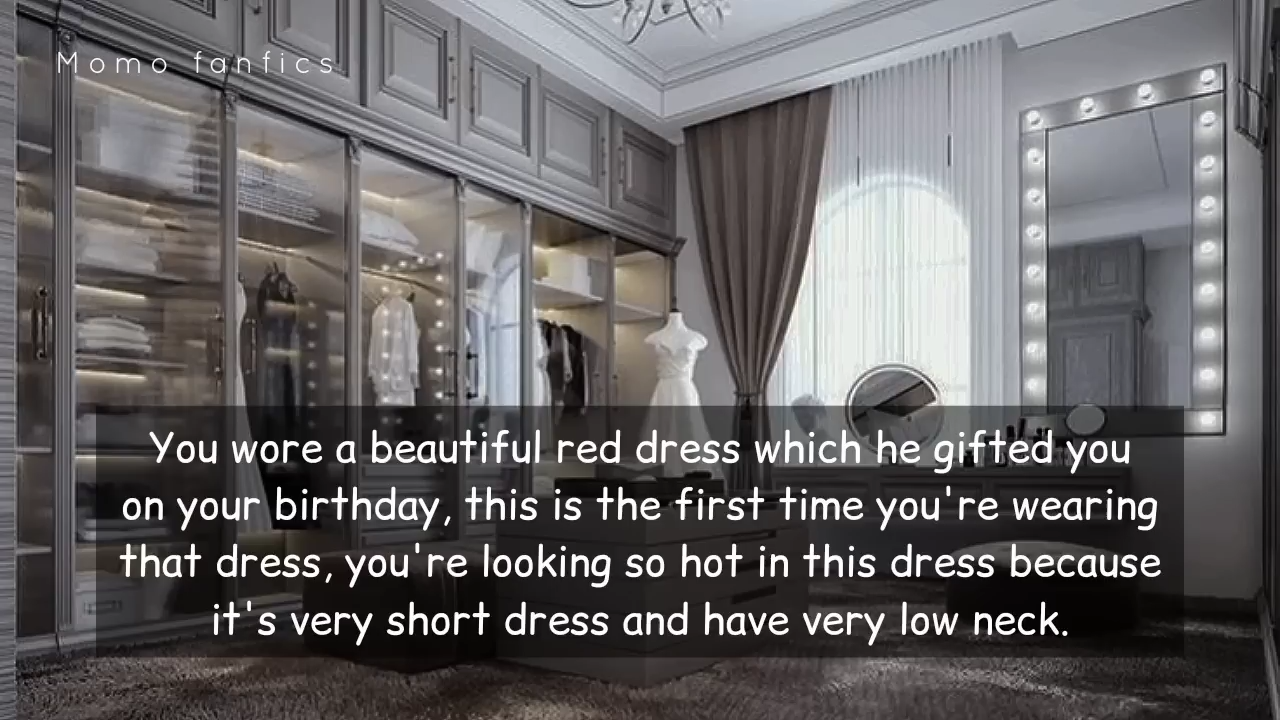 Momo fanfics
You wore a beautiful red dress which he gifted you
on your birthday, this is the first time you're wearing
that dress, you're looking so hot in this dress because
it's very short dress and have very low neck.